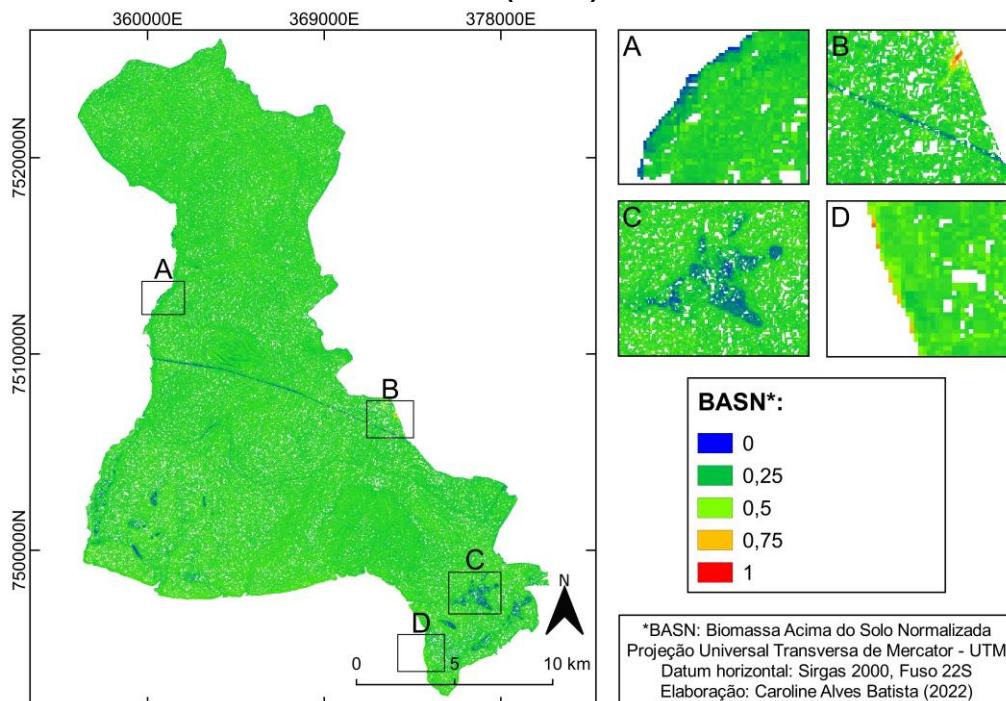 360000E 369000E 378000E
7520000N
7510000N
7500000N
A
B
C
D
N
0 5 10 km
A
B
C
D
BASN*:
0
0,25
0,5
0,75
1
*BASN: Biomassa Acima do Solo Normalizada
Projeção Universal Transversa de Mercator - UTM
Datum horizontal: Sirgas 2000, Fuso 22S
Elaboração: Caroline Alves Batista (2022)